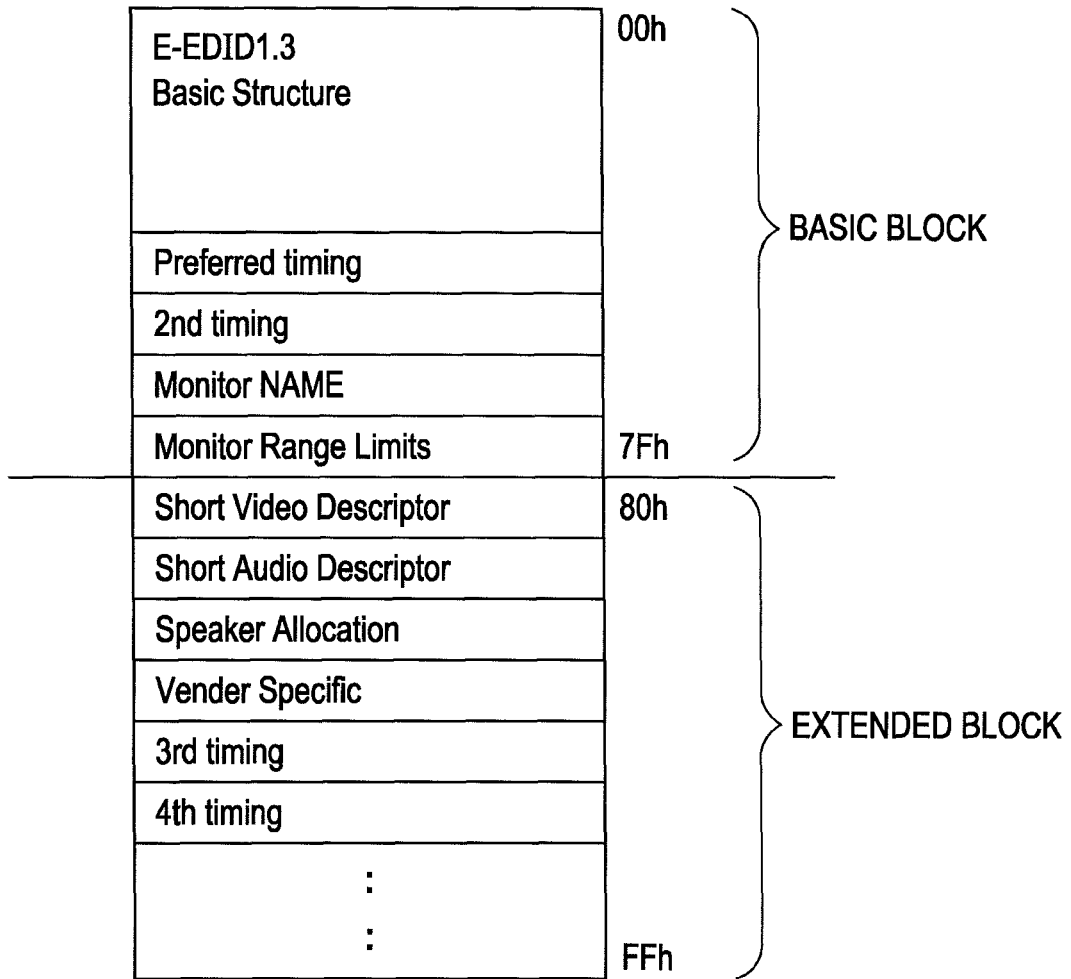 E-EDID1.3
Basic Structure
00h
BASIC BLOCK
Preferred timing
2nd timing
Monitor NAME
Monitor Range Limits
7Fh
Short Video Descriptor
80h
Short Audio Descriptor
Speaker Allocation
Vender Specific
3rd timing
EXTENDED BLOCK
4th timing
:
:
FFh